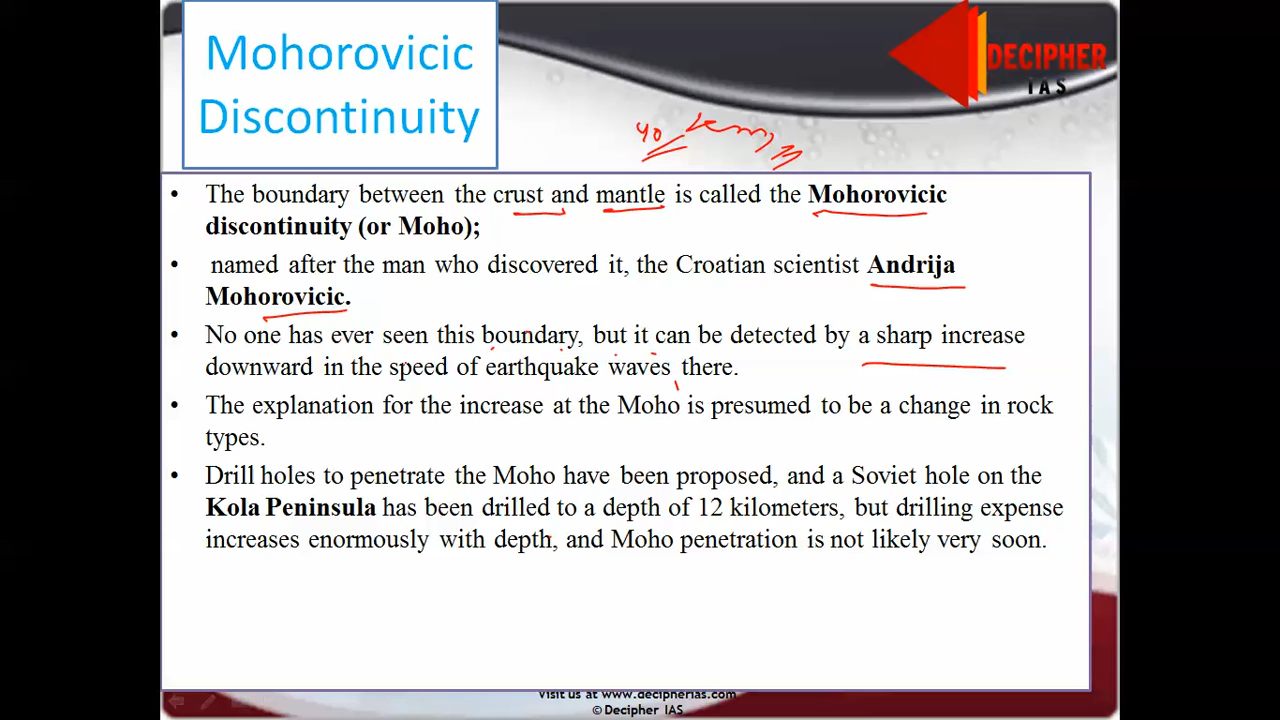 Mohorovicic
Discontinuity
DECIPHER
IAS
40 kms
• The boundary between the crust and mantle is called the Mohorovicic
discontinuity (or Moho);
• named after the man who discovered it, the Croatian scientist Andrija
Mohorovicic.
• No one has ever seen this boundary, but it can be detected by a sharp increase
downward in the speed of earthquake waves there.
• The explanation for the increase at the Moho is presumed to be a change in rock
types.
• Drill holes to penetrate the Moho have been proposed, and a Soviet hole on the
Kola Peninsula has been drilled to a depth of 12 kilometers, but drilling expense
increases enormously with depth, and Moho penetration is not likely very soon.
Visit us at www.decipherias.com
© Decipher IAS